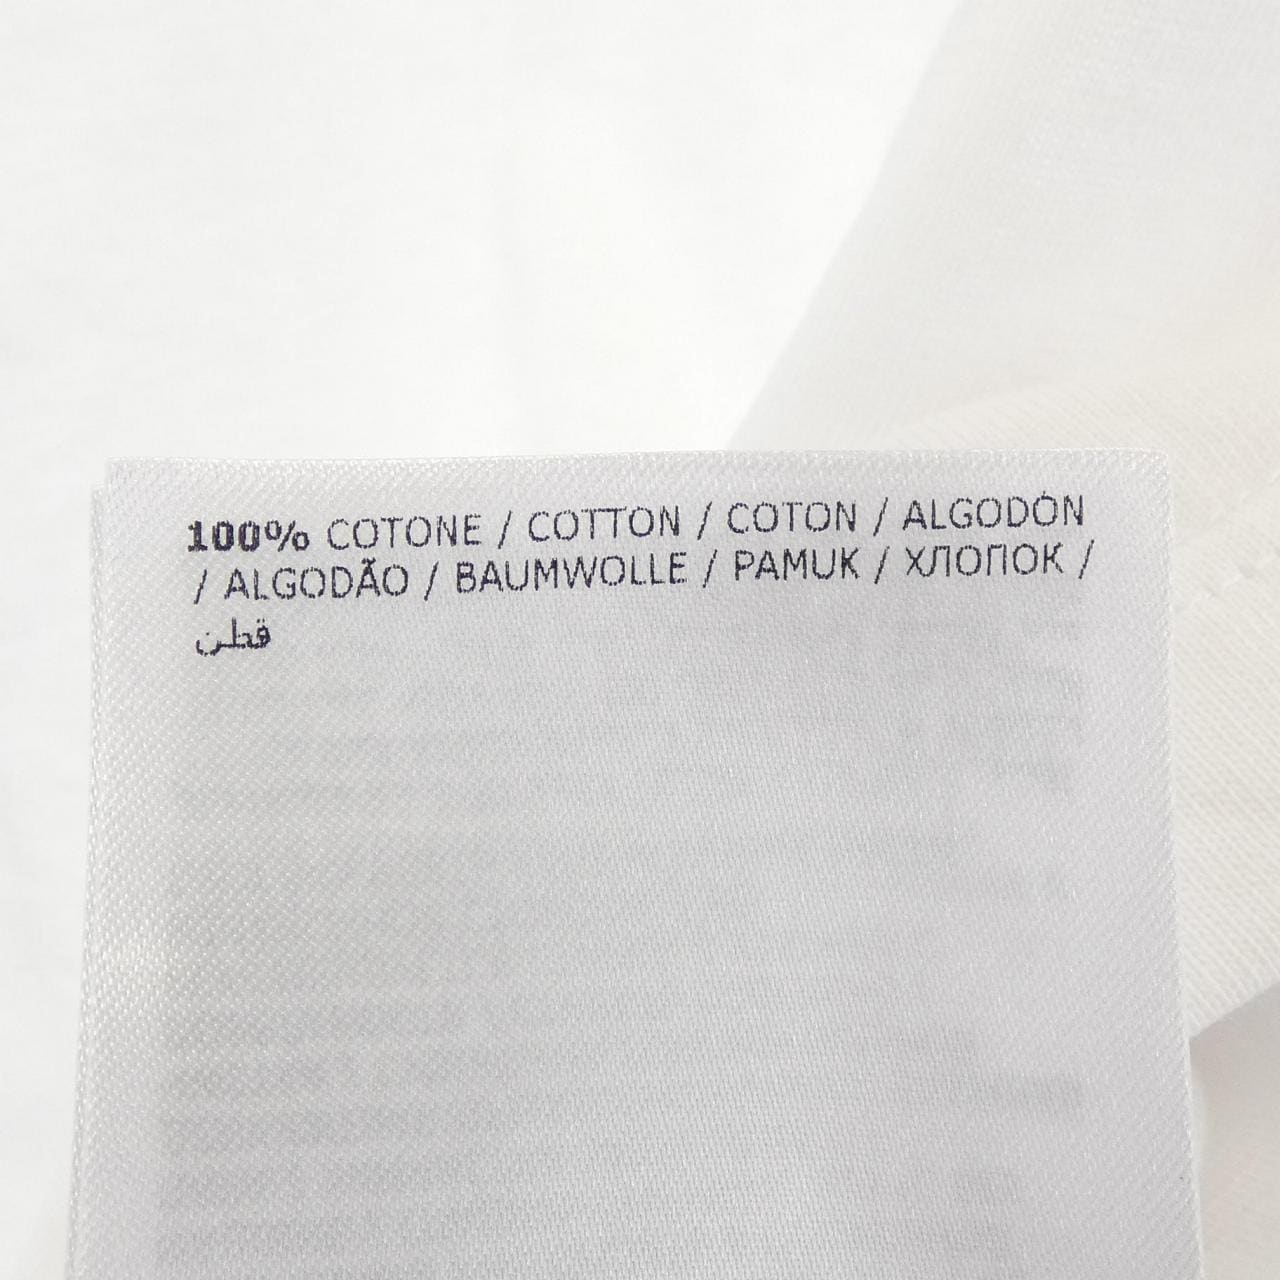 100% COTONE / COTTON / COTON / ALGODÓN
/ ALGODÃO / BAUMWOLLE / PAMUK / ХЛОПОК /
قطن